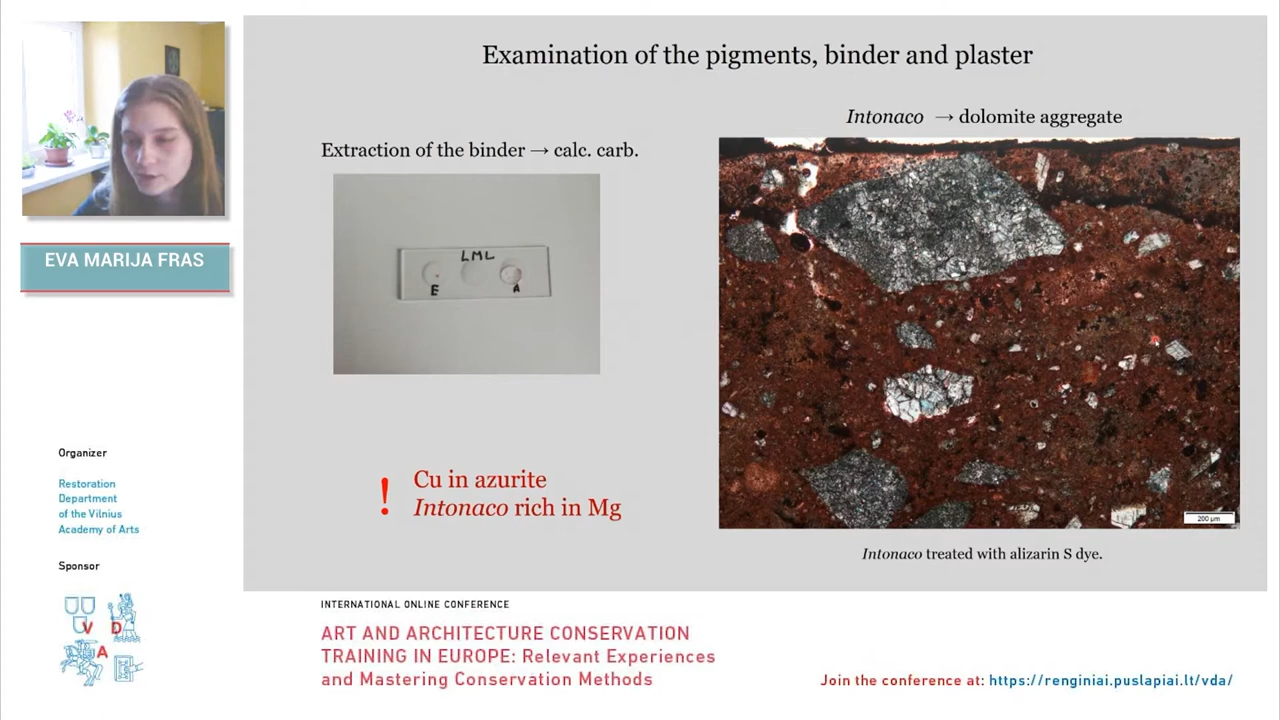 Examination of the pigments, binder and plaster
Intonaco → dolomite aggregate
Extraction of the binder → calc. carb.
LML
E
A
EVA MARIJA FRAS
! Cu in azurite
Intonaco rich in Mg
200 µm
Intonaco treated with alizarin S dye.
Organizer
Restoration
Department
of the Vilnius
Academy of Arts
Sponsor
V D
A
INTERNATIONAL ONLINE CONFERENCE
ART AND ARCHITECTURE CONSERVATION
TRAINING IN EUROPE: Relevant Experiences
and Mastering Conservation Methods
Join the conference at: https://renginiai.puslapiai.lt/vda/